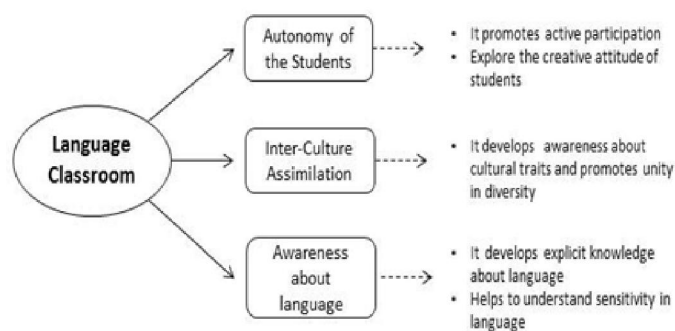 Language
Classroom
Autonomy of
the Students
• It promotes active participation
• Explore the creative attitude of
students
Inter-Culture
Assimilation
• It develops awareness about
cultural traits and promotes unity
in diversity
Awareness
about
language
• It develops explicit knowledge
about language
• Helps to understand sensitivity in
language